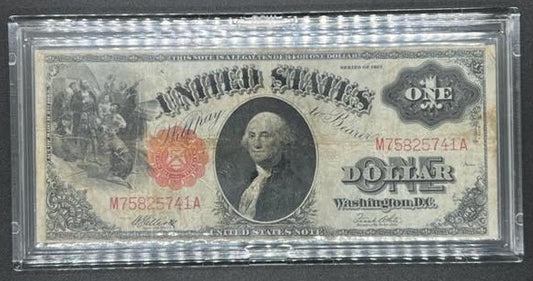 THIS NOTE IS A LEGAL TENDER FOR ONE DOLLAR
SERIES OF 1917
UNITED STATES
ONE
Will pay to Bearer
M75825741A
ONE
DOLLAR
M75825741A
Washington, D.C.
UNITED STATES NOTE